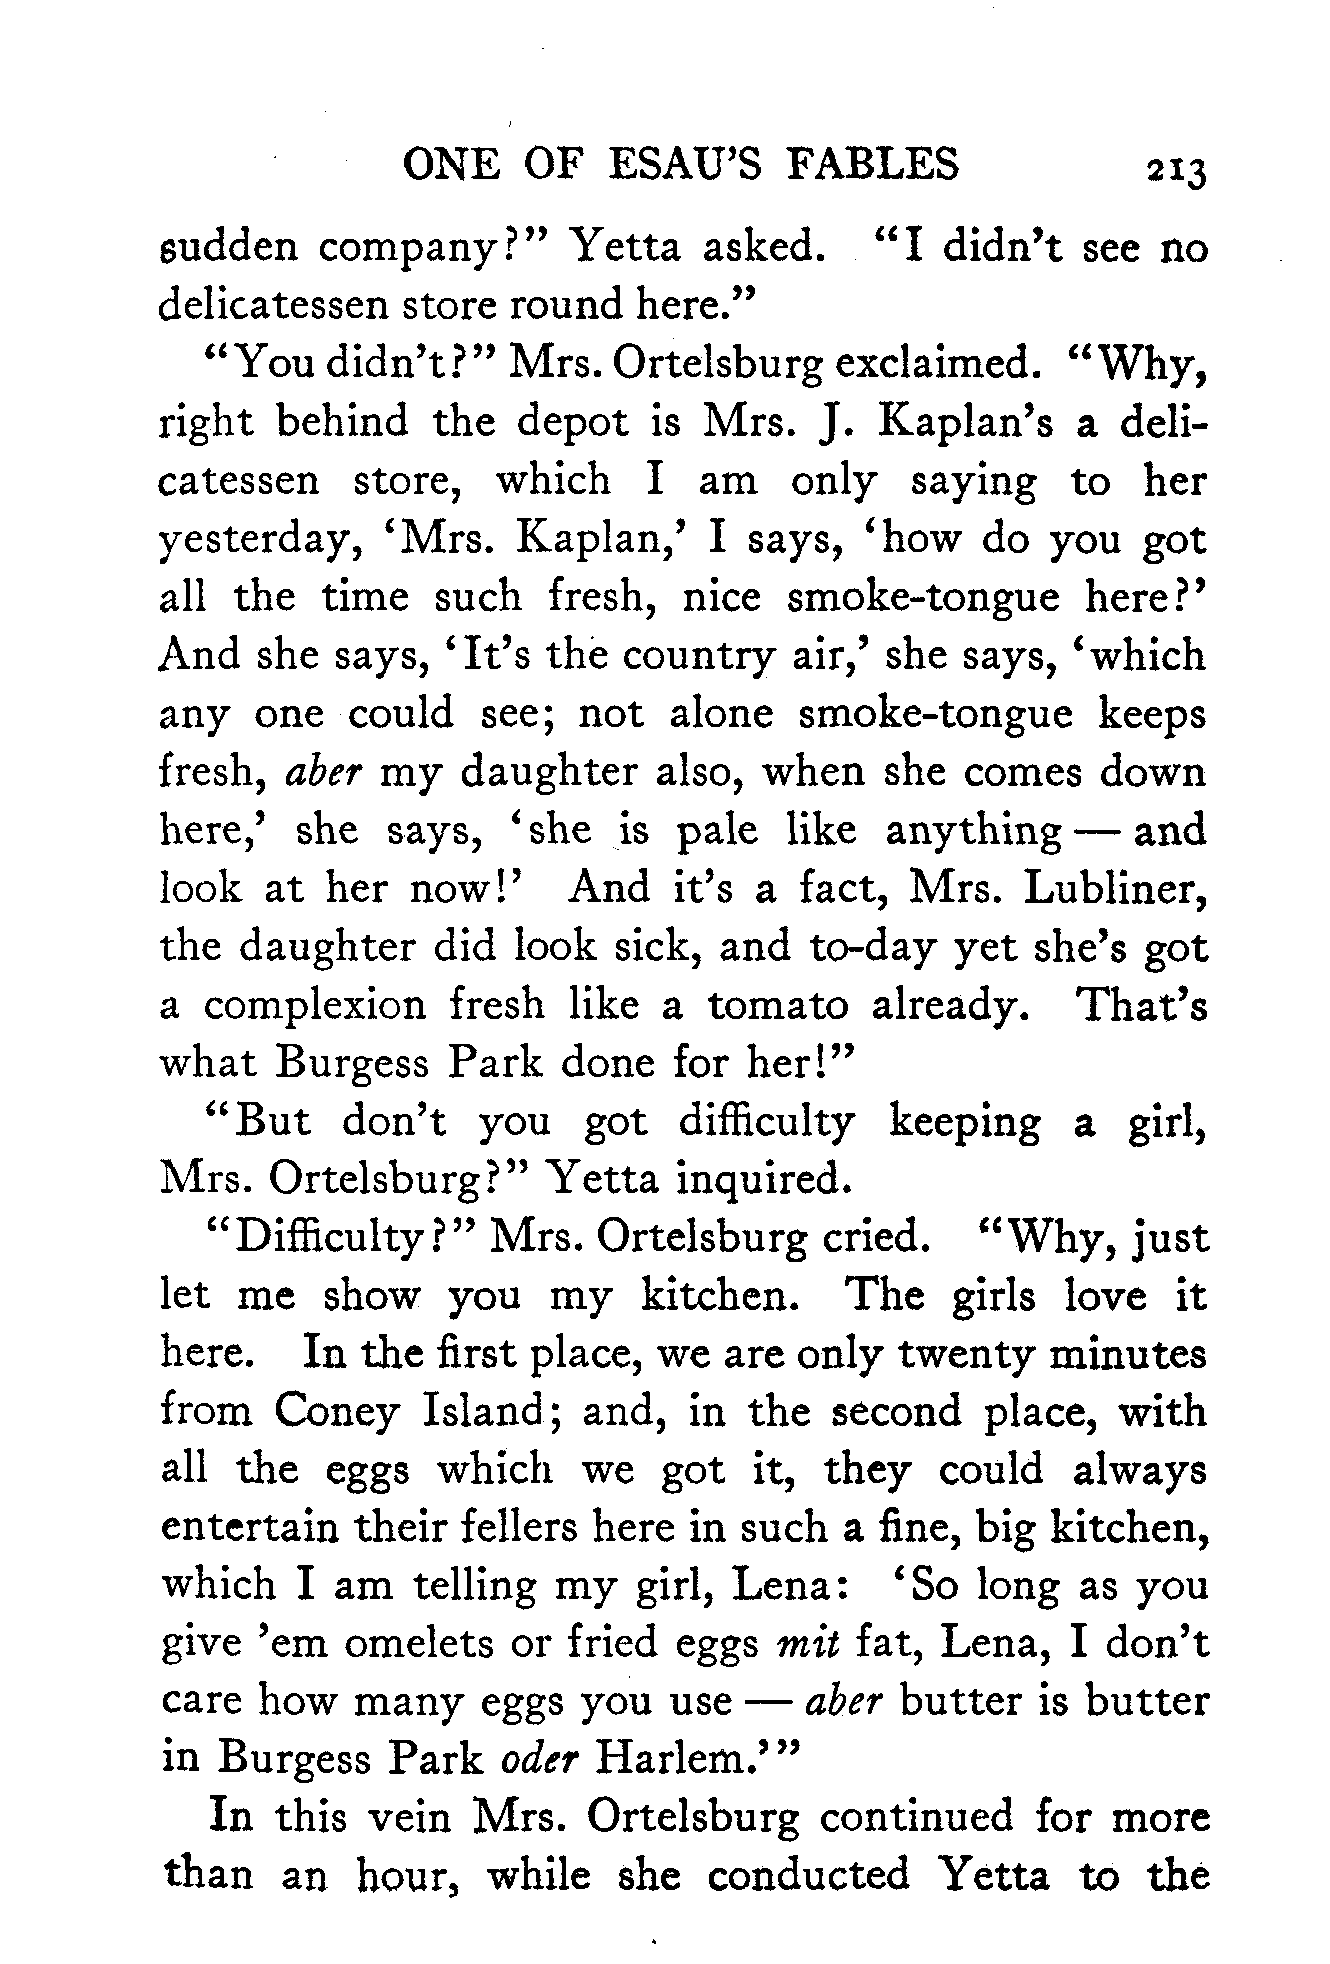 ONE OF ESAU'S FABLES 213
sudden company?” Yetta asked. “I didn’t see no
delicatessen store round here.”
“You didn’t?” Mrs. Ortelsburg exclaimed. “Why,
right behind the depot is Mrs. J. Kaplan’s a deli-
catessen store, which I am only saying to her
yesterday, ‘Mrs. Kaplan,’ I says, ‘how do you got
all the time such fresh, nice smoke-tongue here?’
And she says, ‘It’s the country air,’ she says, ‘which
any one could see; not alone smoke-tongue keeps
fresh, aber my daughter also, when she comes down
here,’ she says, ‘she is pale like anything — and
look at her now!’ And it’s a fact, Mrs. Lubliner,
the daughter did look sick, and to-day yet she’s got
a complexion fresh like a tomato already. That’s
what Burgess Park done for her!”
“But don’t you got difficulty keeping a girl,
Mrs. Ortelsburg?” Yetta inquired.
“Difficulty?” Mrs. Ortelsburg cried. “Why, just
let me show you my kitchen. The girls love it
here. In the first place, we are only twenty minutes
from Coney Island; and, in the second place, with
all the eggs which we got it, they could always
entertain their fellers here in such a fine, big kitchen,
which I am telling my girl, Lena: ‘So long as you
give ’em omelets or fried eggs mit fat, Lena, I don’t
care how many eggs you use — aber butter is butter
in Burgess Park oder Harlem.’”
In this vein Mrs. Ortelsburg continued for more
than an hour, while she conducted Yetta to the